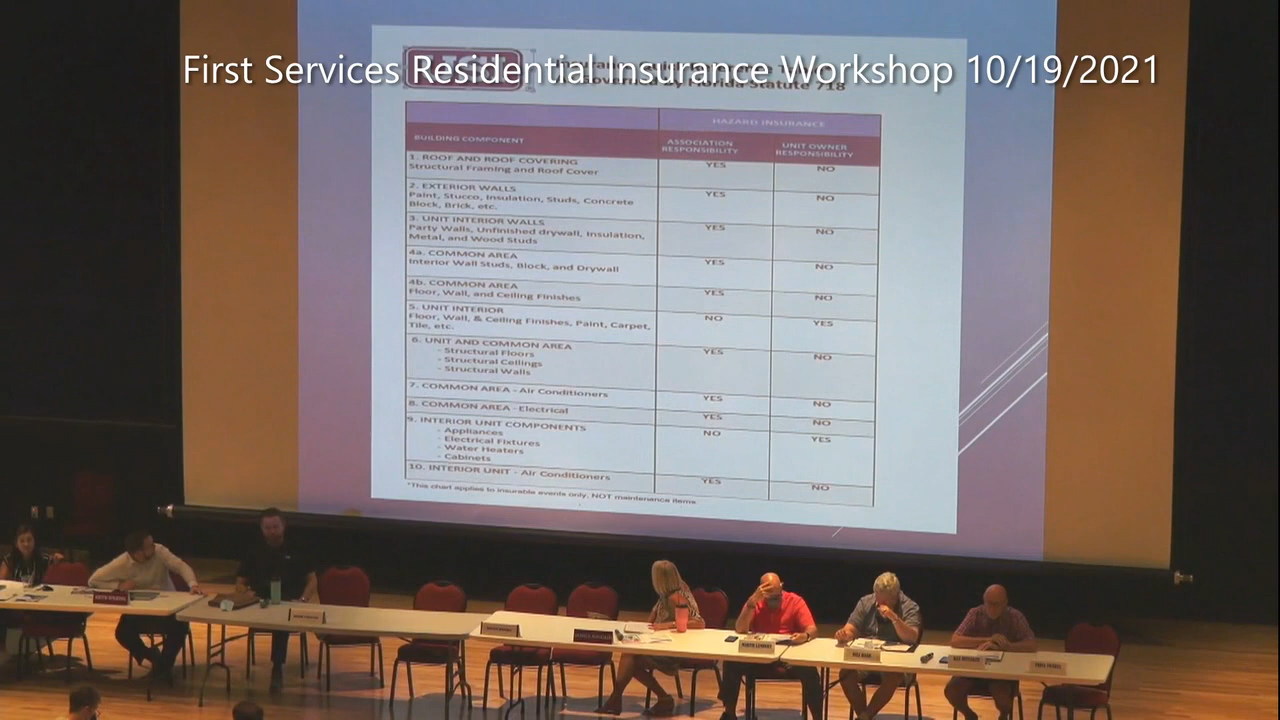 First Services Residential Insurance Workshop 10/19/2021
by Florida Statute 718
HAZARD INSURANCE
BUILDING COMPONENT
ASSOCIATION RESPONSIBILITY
UNIT OWNER RESPONSIBILITY
1. ROOF AND ROOF COVERING
Structural Framing and Roof Cover
YES
NO
2. EXTERIOR WALLS
Paint, Stucco, Insulation, Studs, Concrete
Block, Brick, etc.
YES
NO
3. UNIT INTERIOR WALLS
Party Walls, Unfinished drywall, Insulation,
Metal, and Wood Studs
YES
NO
4a. COMMON AREA
Interior Wall Studs, Block, and Drywall
YES
NO
4b. COMMON AREA
Floor, Wall, and Ceiling Finishes
YES
NO
5. UNIT INTERIOR
Floor, Wall, & Ceiling Finishes, Paint, Carpet,
Tile, etc.
NO
YES
6. UNIT AND COMMON AREA
- Structural Floors
- Structural Ceilings
- Structural Walls
YES
NO
7. COMMON AREA - Air Conditioners
YES
NO
8. COMMON AREA - Electrical
YES
NO
9. INTERIOR UNIT COMPONENTS
- Appliances
- Electrical Fixtures
- Water Heaters
- Cabinets
NO
YES
10. INTERIOR UNIT - Air Conditioners
YES
NO
*This chart applies to insurable events only, NOT maintenance items